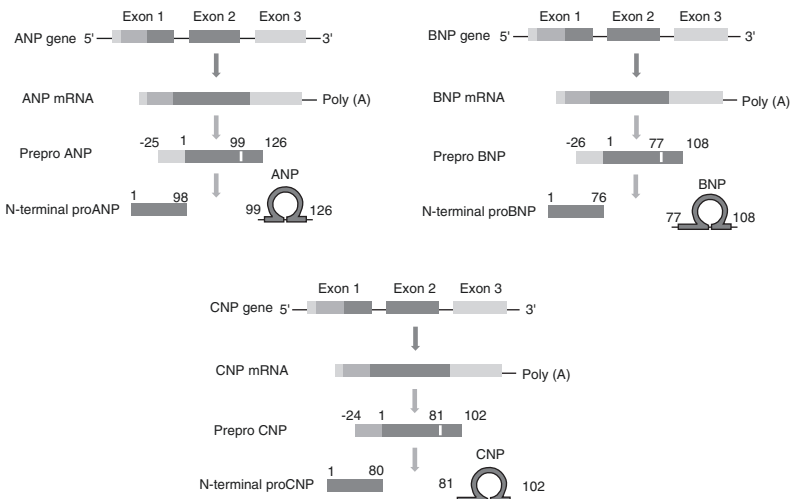 Exon 1 Exon 2 Exon 3
ANP gene 5' 3'
ANP mRNA Poly (A)
-25 1 99 126
Prepro ANP
ANP
1 98
N-terminal proANP 99 126
Exon 1 Exon 2 Exon 3
BNP gene 5' 3'
BNP mRNA Poly (A)
-26 1 77 108
Prepro BNP
BNP
1 76
N-terminal proBNP 77 108
Exon 1 Exon 2 Exon 3
CNP gene 5' 3'
CNP mRNA Poly (A)
-24 1 81 102
Prepro CNP
CNP
1 80
N-terminal proCNP 81 102